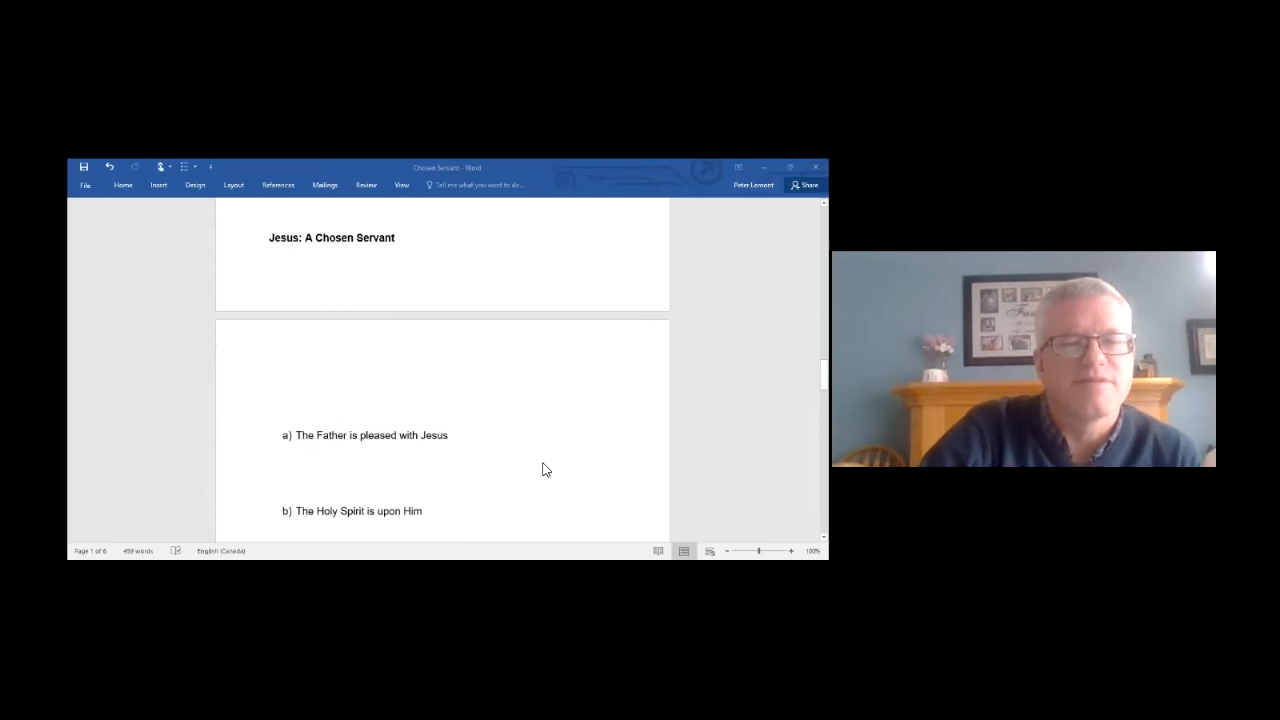 Chosen Servant - Word
File Home Insert Design Layout References Mailings Review View Tell me what you want to do... Peter Lemont Share
Jesus: A Chosen Servant
a) The Father is pleased with Jesus
b) The Holy Spirit is upon Him
Page 1 of 6 459 words English (Canada) 100%